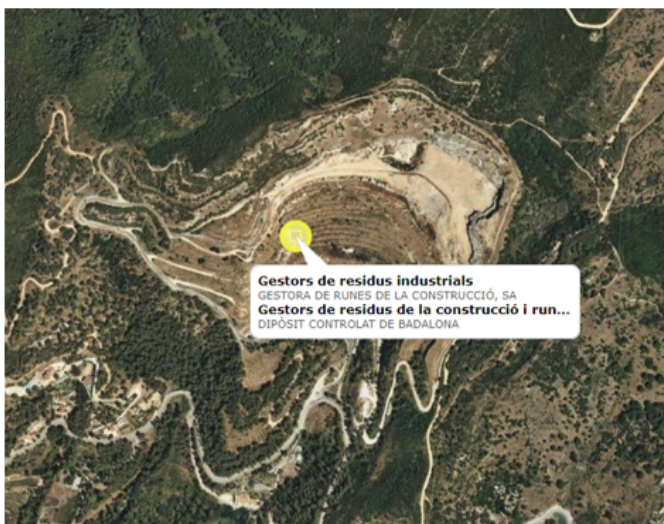 Gestors de residus industrials
GESTORA DE RUNES DE LA CONSTRUCCIÓ, SA
Gestors de residus de la construcció i run...
DIPÒSIT CONTROLAT DE BADALONA